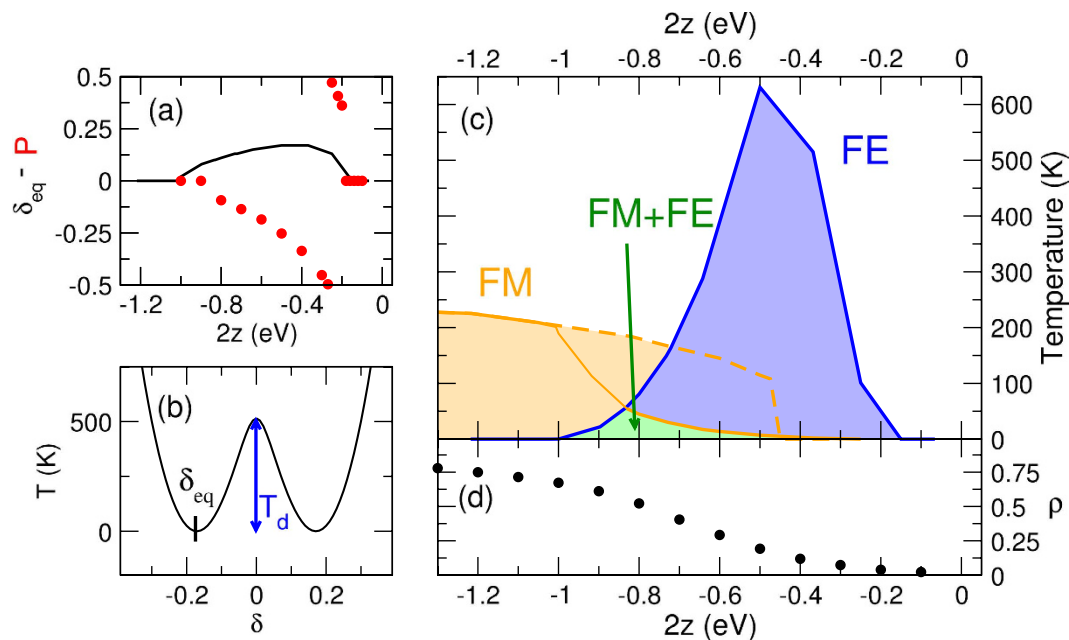 (a)
δeq - P
0.5
0.25
0
-0.25
-0.5
-1.2 -0.8 -0.4 0
2z (eV)
(b)
T (K)
500
0
δeq
Td
-0.2 0 0.2
δ
2z (eV)
-1.2 -1 -0.8 -0.6 -0.4 -0.2 0
(c)
FE
FM+FE
FM
Temperature (K)
600
500
400
300
200
100
0
(d)
0.75
0.5
0.25
0
ρ
-1.2 -1 -0.8 -0.6 -0.4 -0.2 0
2z (eV)